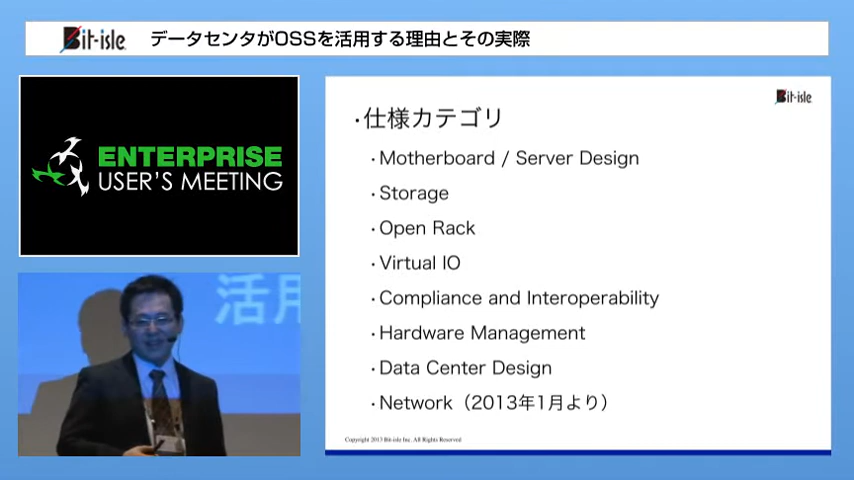 Bit-isle データセンタがOSSを活用する理由とその実際
ENTERPRISE
USER'S MEETING
活用
Bit-isle
・仕様カテゴリ
・Motherboard / Server Design
・Storage
・Open Rack
・Virtual IO
・Compliance and Interoperability
・Hardware Management
・Data Center Design
・Network（2013年1月より）
Copyright 2013 Bit-isle Inc. All Rights Reserved